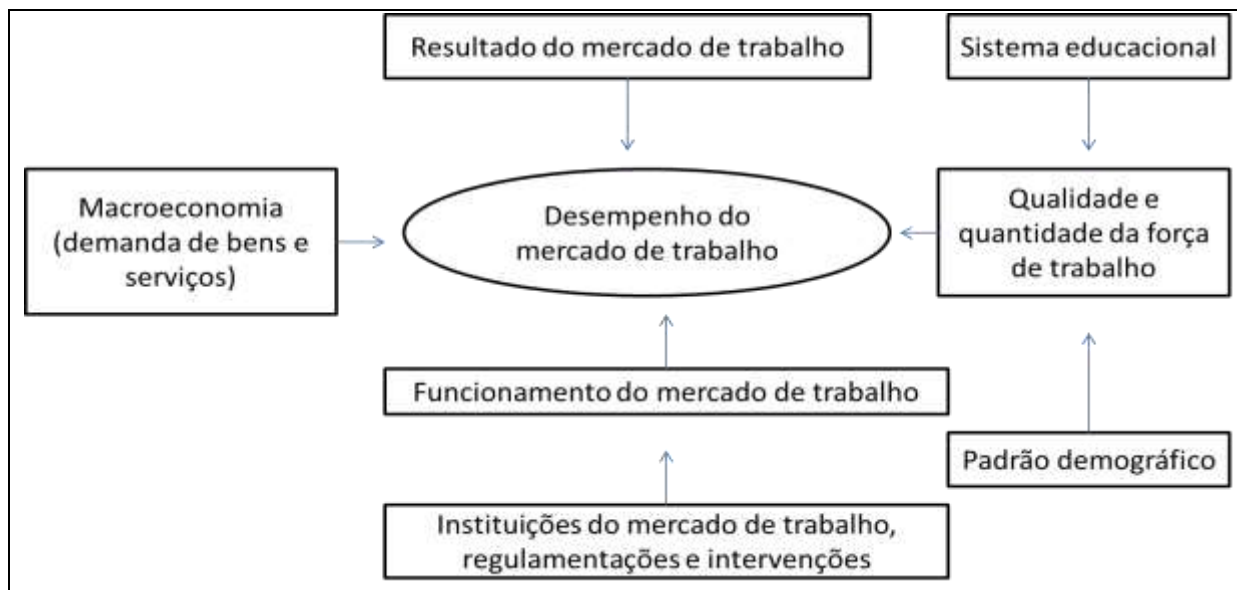 Resultado do mercado de trabalho
Sistema educacional
Macroeconomia
(demanda de bens e
serviços)
Desempenho do
mercado de trabalho
Qualidade e
quantidade da força
de trabalho
Funcionamento do mercado de trabalho
Padrão demográfico
Instituições do mercado de trabalho,
regulamentações e intervenções